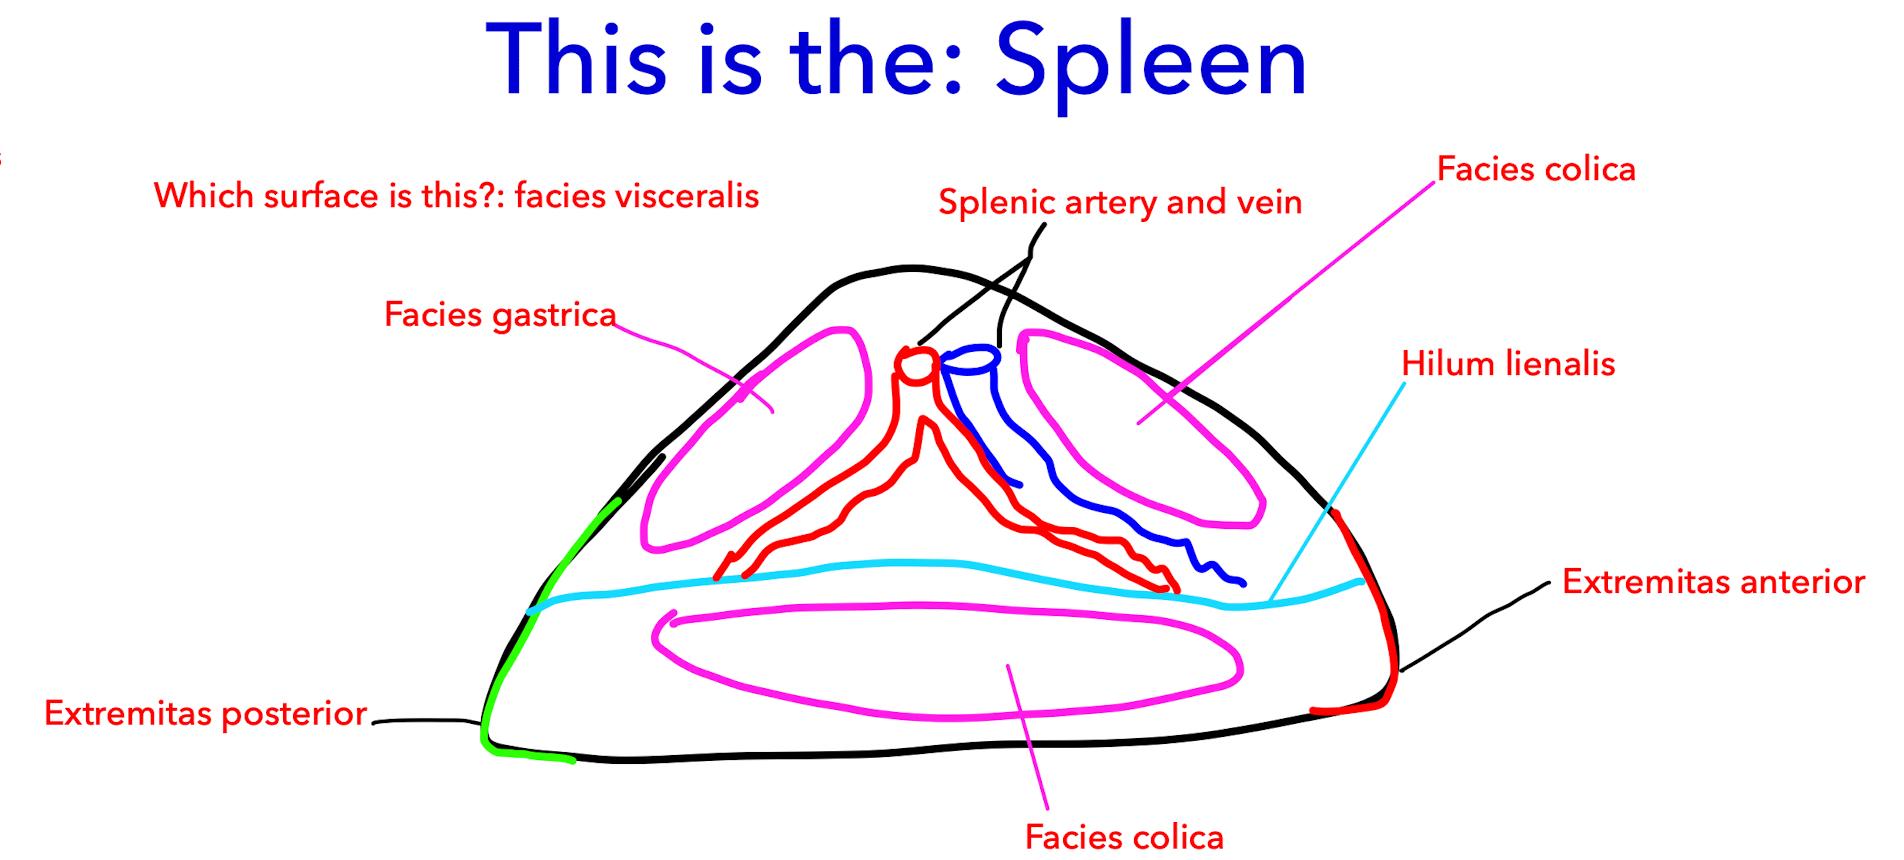 This is the: Spleen
Which surface is this?: facies visceralis
Splenic artery and vein
Facies colica
Facies gastrica
Hilum lienalis
Extremitas anterior
Extremitas posterior
Facies colica